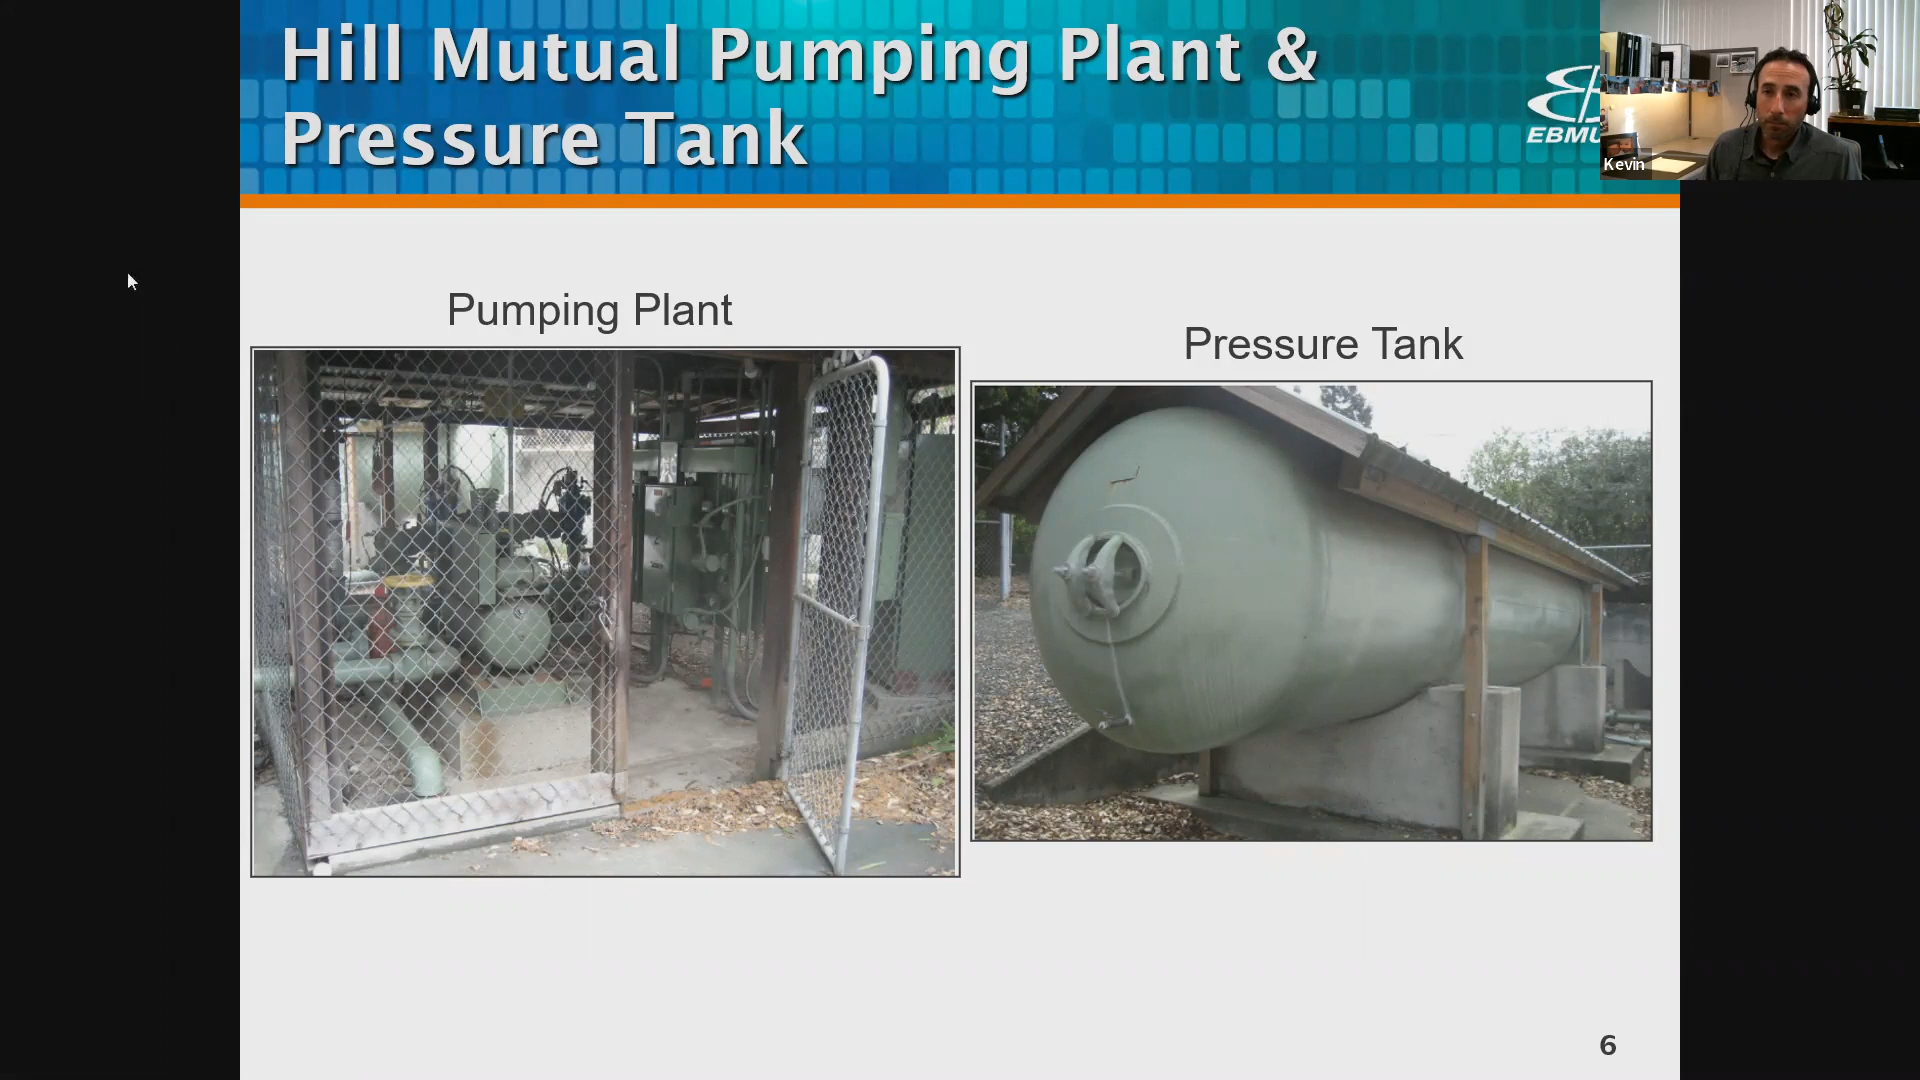 Hill Mutual Pumping Plant &
Pressure Tank
EBMU
Kevin
Pumping Plant
Pressure Tank
6